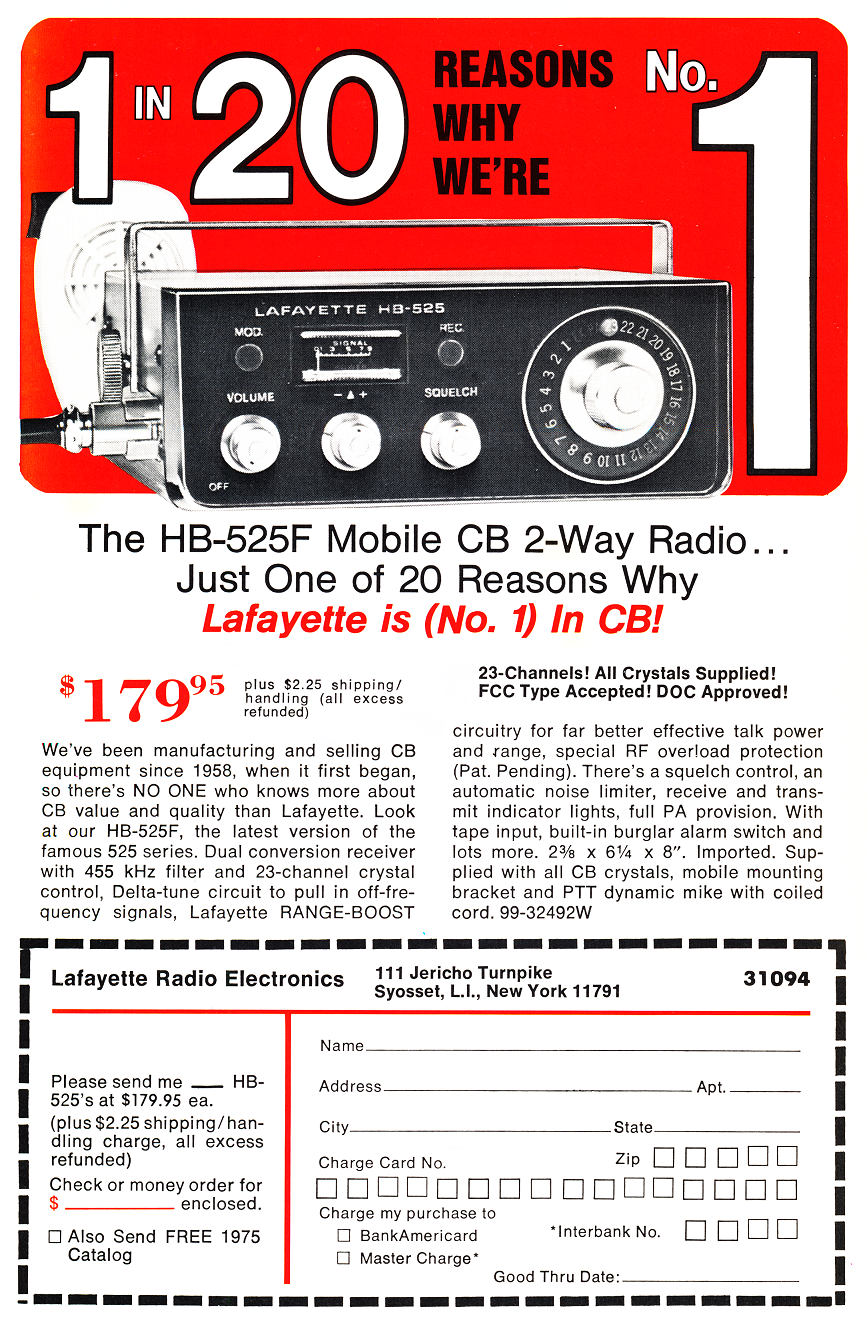 1 IN 20 REASONS WHY WE'RE No. 1
LAFAYETTE HB-525
MOD.
SIGNAL
REC.
VOLUME
− ▲ +
SQUELCH
OFF
23 22 21 20 19 18 17 16 15 14 13 12 11 10 9 8 7 6 5 4 3 2 1
The HB-525F Mobile CB 2-Way Radio...
Just One of 20 Reasons Why
Lafayette is (No. 1) In CB!
$179⁹⁵
plus $2.25 shipping/
handling (all excess
refunded)
We've been manufacturing and selling CB
equipment since 1958, when it first began,
so there's NO ONE who knows more about
CB value and quality than Lafayette. Look
at our HB-525F, the latest version of the
famous 525 series. Dual conversion receiver
with 455 kHz filter and 23-channel crystal
control, Delta-tune circuit to pull in off-fre-
quency signals, Lafayette RANGE-BOOST
23-Channels! All Crystals Supplied!
FCC Type Accepted! DOC Approved!
circuitry for far better effective talk power
and range, special RF overload protection
(Pat. Pending). There's a squelch control, an
automatic noise limiter, receive and trans-
mit indicator lights, full PA provision. With
tape input, built-in burglar alarm switch and
lots more. 2⅜ x 6¼ x 8". Imported. Sup-
plied with all CB crystals, mobile mounting
bracket and PTT dynamic mike with coiled
cord. 99-32492W
Lafayette Radio Electronics
111 Jericho Turnpike
Syosset, L.I., New York 11791
31094
Please send me ___ HB-
525's at $179.95 ea.
(plus $2.25 shipping/han-
dling charge, all excess
refunded)
Check or money order for
$ ___________ enclosed.
☐ Also Send FREE 1975
Catalog
Name
Address Apt.
City State
Charge Card No. Zip ☐ ☐ ☐ ☐ ☐
☐ ☐ ☐ ☐ ☐ ☐ ☐ ☐ ☐ ☐ ☐ ☐ ☐ ☐ ☐ ☐
Charge my purchase to
☐ BankAmericard
*Interbank No. ☐ ☐ ☐ ☐
☐ Master Charge*
Good Thru Date: